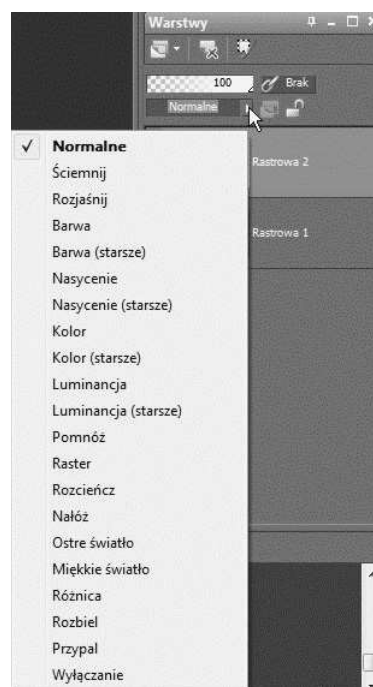 Warstwy
100 Brak
Normalne
✓ Normalne
Rastrowa 2
Ściemnij
Rozjaśnij
Barwa
Rastrowa 1
Barwa (starsze)
Nasycenie
Nasycenie (starsze)
Kolor
Kolor (starsze)
Luminancja
Luminancja (starsze)
Pomnóż
Raster
Rozcieńcz
Nałóż
Ostre światło
Miękkie światło
Różnica
Rozbiel
Przypal
Wyłączanie